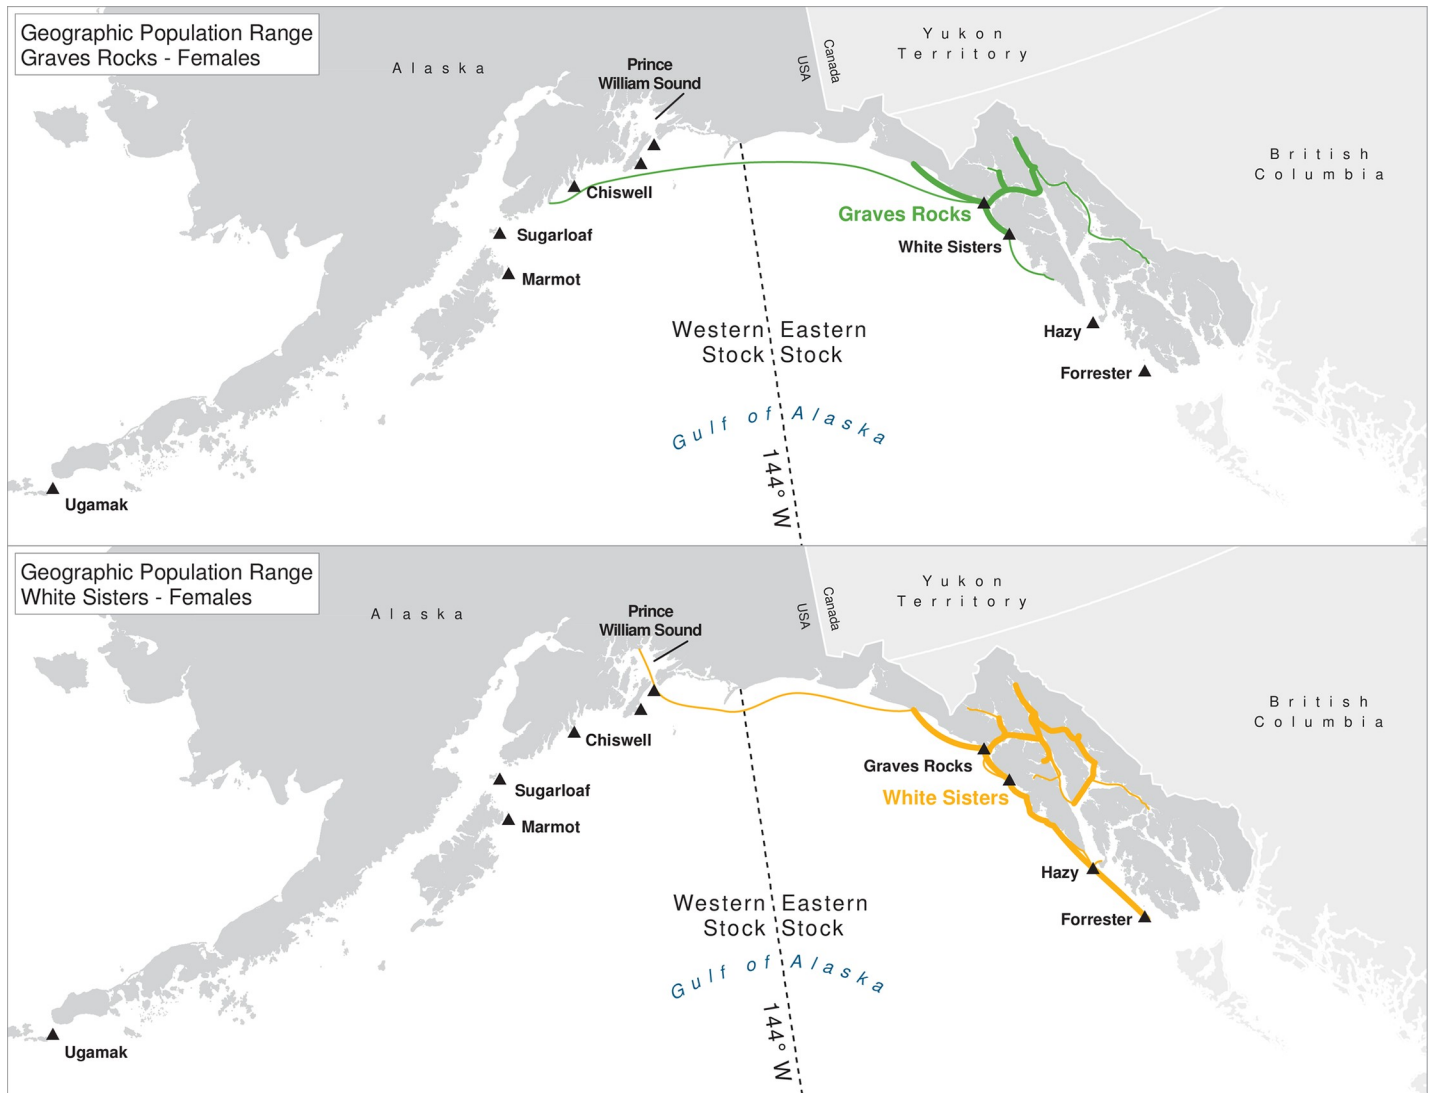 Geographic Population Range
Graves Rocks - Females
Alaska
Prince
William Sound
USA
Canada
Yukon
Territory
British
Columbia
Chiswell
Graves Rocks
Sugarloaf
White Sisters
Marmot
Western Eastern
Stock Stock
Hazy
Forrester
Gulf of Alaska
144° W
Ugamak
Geographic Population Range
White Sisters - Females
Alaska
Prince
William Sound
USA
Canada
Yukon
Territory
British
Columbia
Chiswell
Graves Rocks
Sugarloaf
White Sisters
Marmot
Hazy
Western Eastern
Stock Stock
Forrester
Gulf of Alaska
144° W
Ugamak